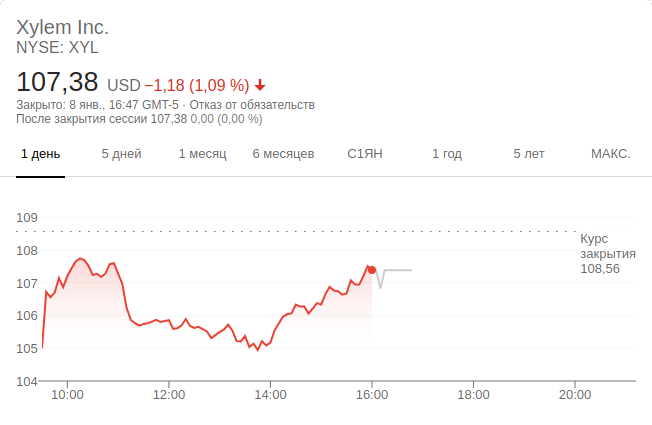 Xylem Inc.
NYSE: XYL
107,38 USD −1,18 (1,09 %)
Закрыто: 8 янв., 16:47 GMT-5 · Отказ от обязательств
После закрытия сессии 107,38 0,00 (0,00 %)
1 день 5 дней 1 месяц 6 месяцев С1ЯН 1 год 5 лет МАКС.
109
Курс
закрытия
108,56
108
107
106
105
104
10:00 12:00 14:00 16:00 18:00 20:00